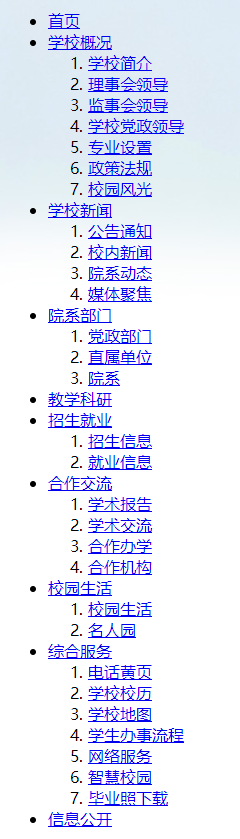 • 首页
• 学校概况
1. 学校简介
2. 理事会领导
3. 监事会领导
4. 学校党政领导
5. 专业设置
6. 政策法规
7. 校园风光
• 学校新闻
1. 公告通知
2. 校内新闻
3. 院系动态
4. 媒体聚焦
• 院系部门
1. 党政部门
2. 直属单位
3. 院系
• 教学科研
• 招生就业
1. 招生信息
2. 就业信息
• 合作交流
1. 学术报告
2. 学术交流
3. 合作办学
4. 合作机构
• 校园生活
1. 校园生活
2. 名人园
• 综合服务
1. 电话黄页
2. 学校校历
3. 学校地图
4. 学生办事流程
5. 网络服务
6. 智慧校园
7. 毕业照下载
• 信息公开